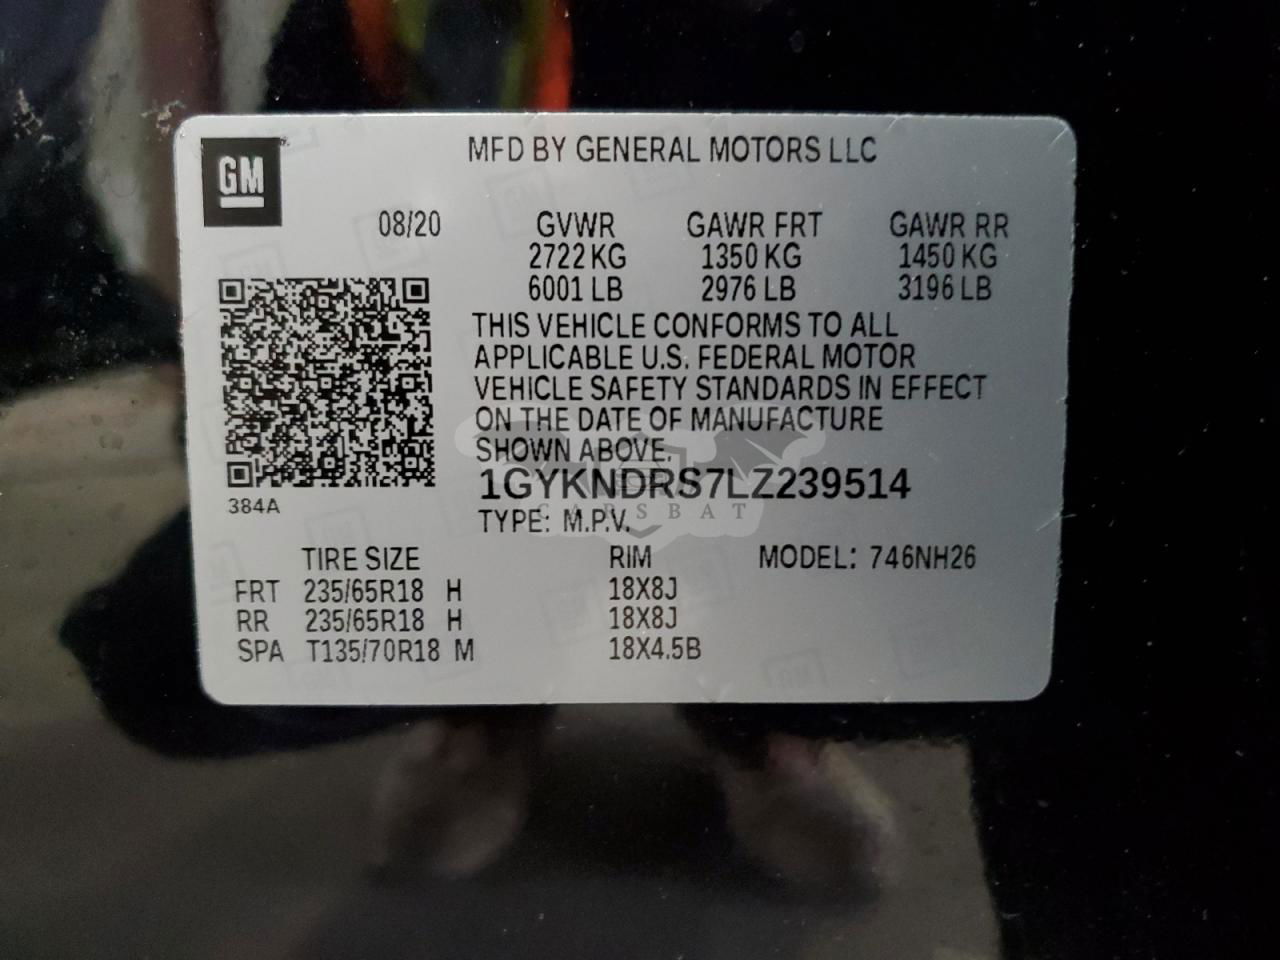 GM
MFD BY GENERAL MOTORS LLC
08/20 GVWR GAWR FRT GAWR RR
2722 KG 1350 KG 1450 KG
6001 LB 2976 LB 3196 LB
THIS VEHICLE CONFORMS TO ALL
APPLICABLE U.S. FEDERAL MOTOR
VEHICLE SAFETY STANDARDS IN EFFECT
ON THE DATE OF MANUFACTURE
SHOWN ABOVE.
1GYKNDRS7LZ239514
384A
CARSBAT
TYPE: M.P.V.
TIRE SIZE RIM MODEL: 746NH26
FRT 235/65R18 H 18X8J
RR 235/65R18 H 18X8J
SPA T135/70R18 M 18X4.5B